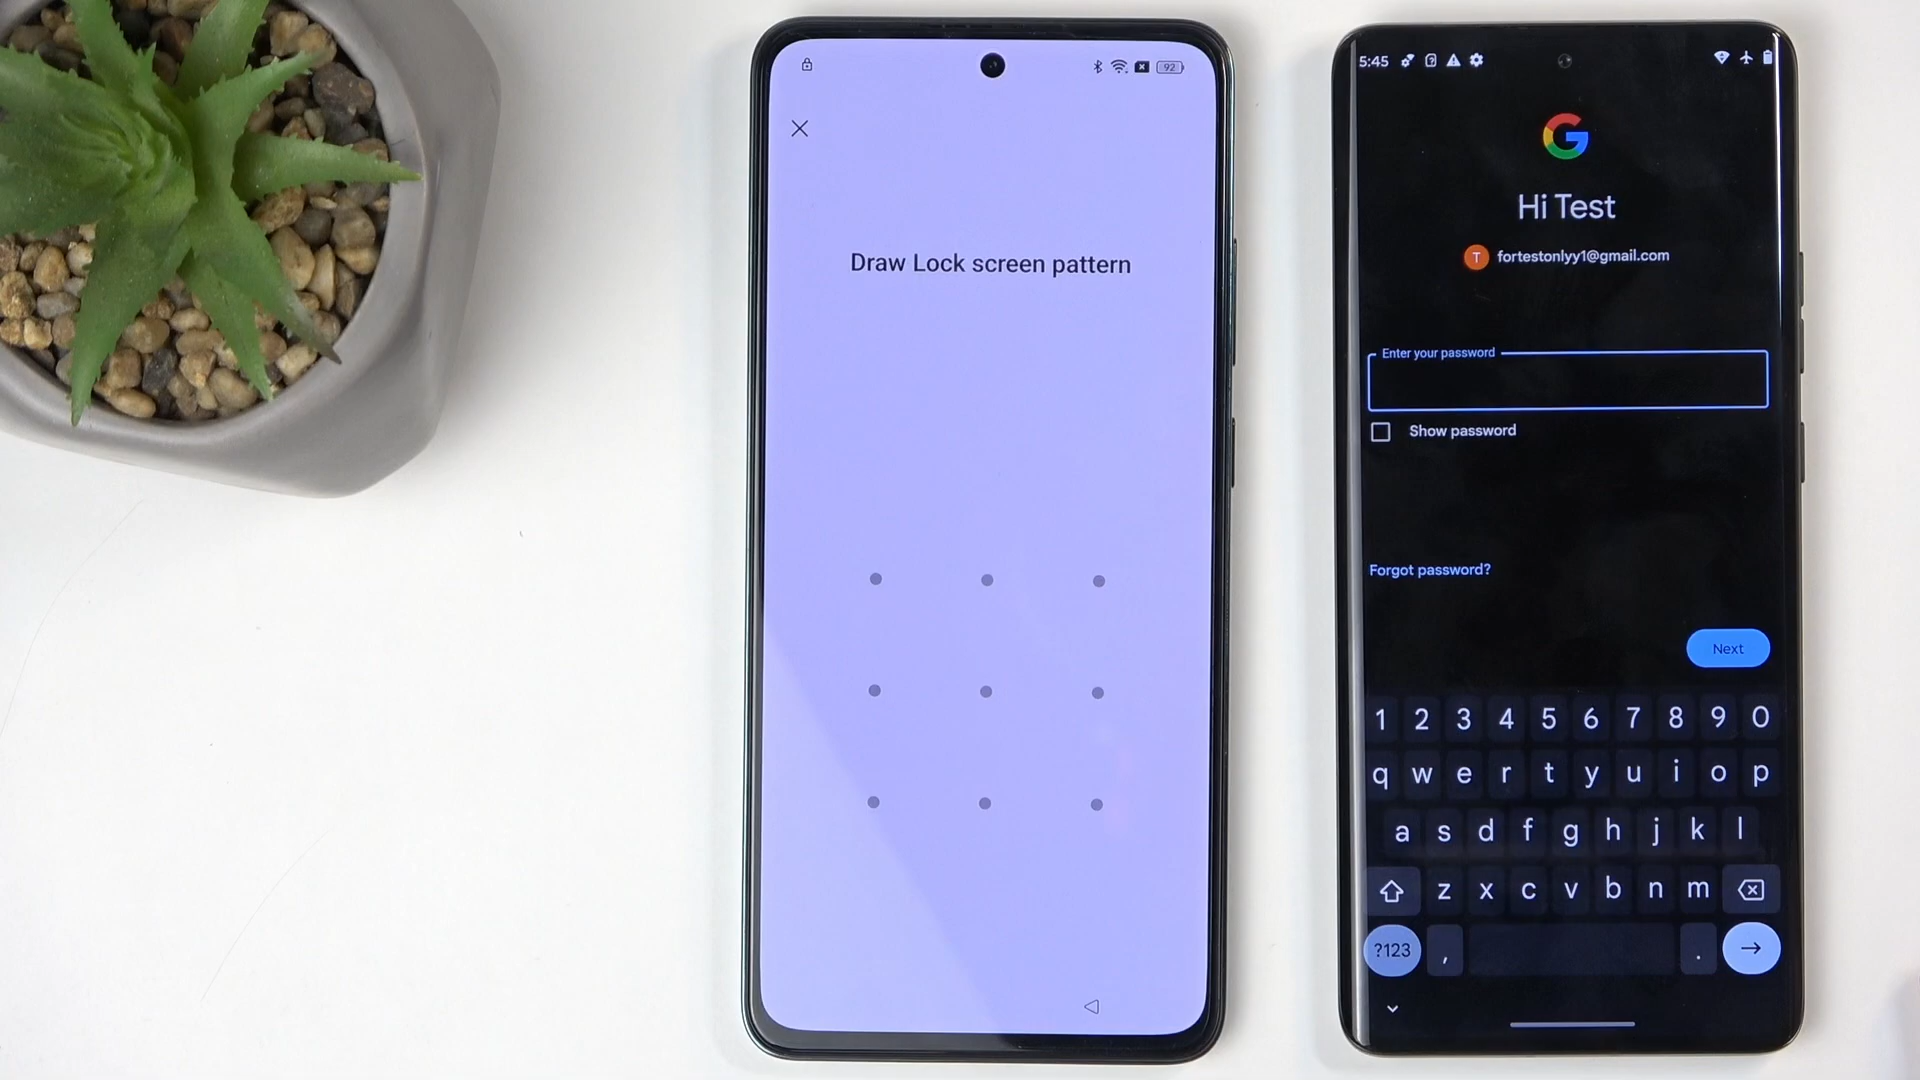 92
Draw Lock screen pattern
5:45
G
Hi Test
T fortestonlyy1@gmail.com
Enter your password
Show password
Forgot password?
Next
1 2 3 4 5 6 7 8 9 0
q w e r t y u i o p
a s d f g h j k l
z x c v b n m
?123 , .